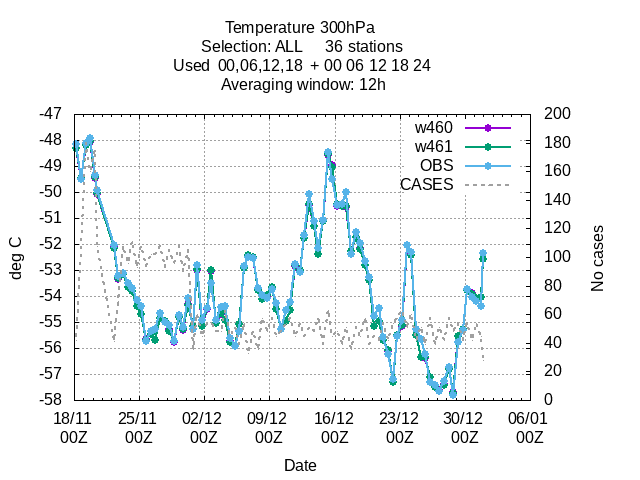 Temperature 300hPa
Selection: ALL 36 stations
Used 00,06,12,18 + 00 06 12 18 24
Averaging window: 12h
-47 200
-48 180
-49 160
-50 140
-51 120
-52 100
-53 80
-54 60
-55 40
-56 20
-57 0
-58
w460
w461
OBS
CASES
deg C
No cases
18/11 25/11 02/12 09/12 16/12 23/12 30/12 06/01
00Z 00Z 00Z 00Z 00Z 00Z 00Z 00Z
Date